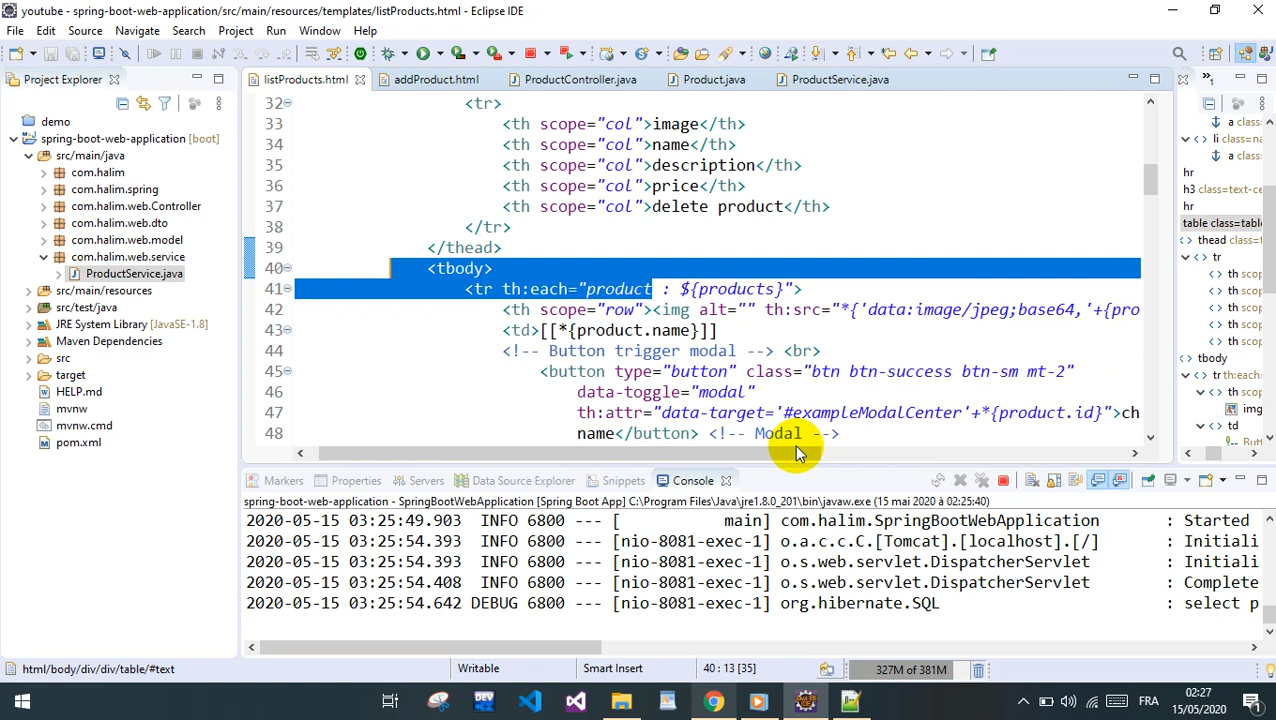 youtube - spring-boot-web-application/src/main/resources/templates/listProducts.html - Eclipse IDE
File Edit Source Navigate Search Project Run Window Help
Project Explorer
listProducts.html addProduct.html ProductController.java Product.java ProductService.java
demo
spring-boot-web-application [boot]
src/main/java
com.halim
com.halim.spring
com.halim.web.Controller
com.halim.web.dto
com.halim.web.model
com.halim.web.service
ProductService.java
src/main/resources
src/test/java
JRE System Library [JavaSE-1.8]
Maven Dependencies
src
target
HELP.md
mvnw
mvnw.cmd
pom.xml
32 <tr>
33 <th scope="col">image</th>
34 <th scope="col">name</th>
35 <th scope="col">description</th>
36 <th scope="col">price</th>
37 <th scope="col">delete product</th>
38 </tr>
39 </thead>
40 <tbody>
41 <tr th:each="product : ${products}">
42 <th scope="row"><img alt="" th:src="*{'data:image/jpeg;base64,'+{pro
43 <td>[[*{product.name}]]
44 <!-- Button trigger modal --> <br>
45 <button type="button" class="btn btn-success btn-sm mt-2"
46 data-toggle="modal"
47 th:attr="data-target='#exampleModalCenter'+*{product.id}">ch
48 name</button> <!-- Modal -->
a clas
li class
a clas
hr
h3 class=text-ce
hr
table class=table
thead class=
tr
th sc
th sc
th sc
th sc
th sc
tbody
tr th:each
th sc
img
td
Butt
Markers Properties Servers Data Source Explorer Snippets Console
spring-boot-web-application - SpringBootWebApplication [Spring Boot App] C:\Program Files\Java\jre1.8.0_201\bin\javaw.exe (15 mai 2020 à 02:25:40)
2020-05-15 03:25:49.903 INFO 6800 --- [ main] com.halim.SpringBootWebApplication : Started
2020-05-15 03:25:54.393 INFO 6800 --- [nio-8081-exec-1] o.a.c.c.C.[Tomcat].[localhost].[/] : Initiali
2020-05-15 03:25:54.393 INFO 6800 --- [nio-8081-exec-1] o.s.web.servlet.DispatcherServlet : Initiali
2020-05-15 03:25:54.408 INFO 6800 --- [nio-8081-exec-1] o.s.web.servlet.DispatcherServlet : Complete
2020-05-15 03:25:54.642 DEBUG 6800 --- [nio-8081-exec-1] org.hibernate.SQL : select p
html/body/div/div/table/#text Writable Smart Insert 40 : 13 [35] 327M of 381M
FRA 02:27
15/05/2020